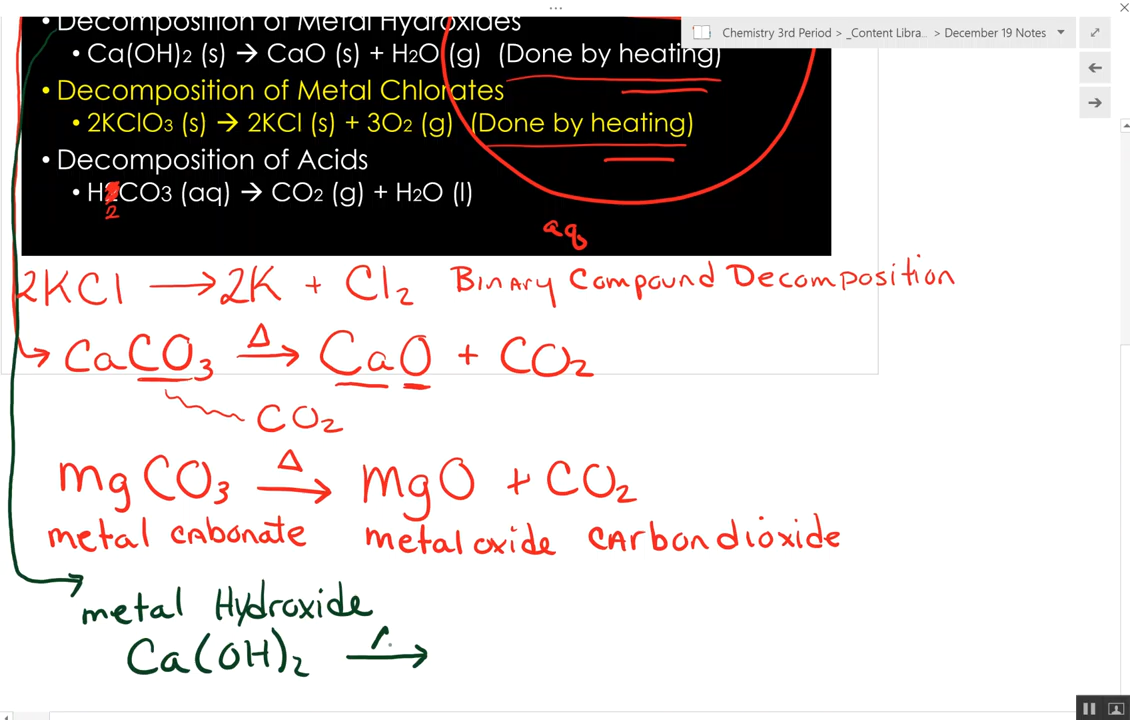 Decomposition of Metal Hydroxides
Chemistry 3rd Period > _Content Libra... > December 19 Notes
• Ca(OH)2 (s) → CaO (s) + H2O (g) (Done by heating)
• Decomposition of Metal Chlorates
• 2KClO3 (s) → 2KCl (s) + 3O2 (g) (Done by heating)
• Decomposition of Acids
• H2CO3 (aq) → CO2 (g) + H2O (l)
2
aq
2KCl → 2K + Cl2 Binary Compound Decomposition
CaCO3 Δ→ CaO + CO2
CO2
MgCO3 Δ→ MgO + CO2
metal cabonate metal oxide carbondioxide
metal Hydroxide
Ca(OH)2 →